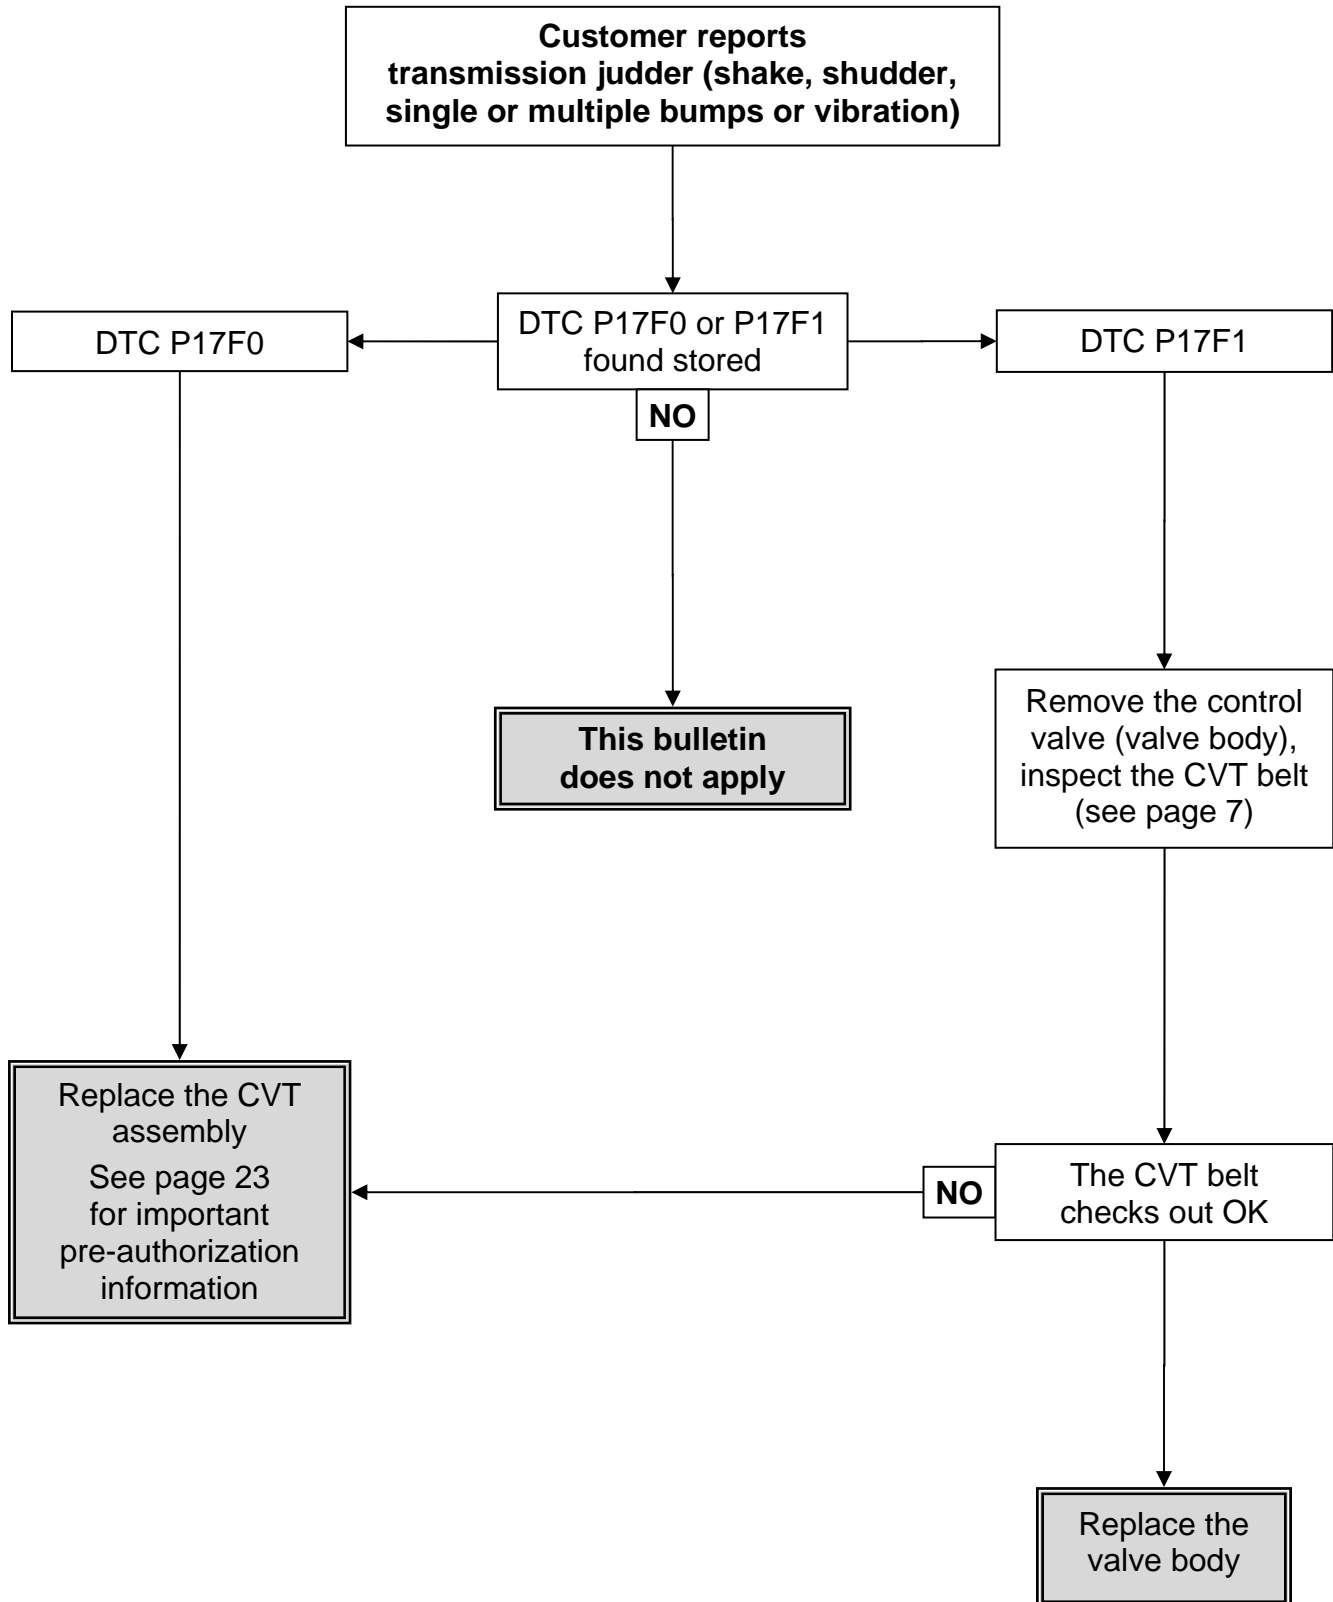 Customer reports
transmission judder (shake, shudder,
single or multiple bumps or vibration)
DTC P17F0
DTC P17F0 or P17F1
found stored
DTC P17F1
NO
Remove the control
valve (valve body),
inspect the CVT belt
(see page 7)
This bulletin
does not apply
Replace the CVT
assembly
See page 23
for important
pre-authorization
information
NO
The CVT belt
checks out OK
Replace the
valve body